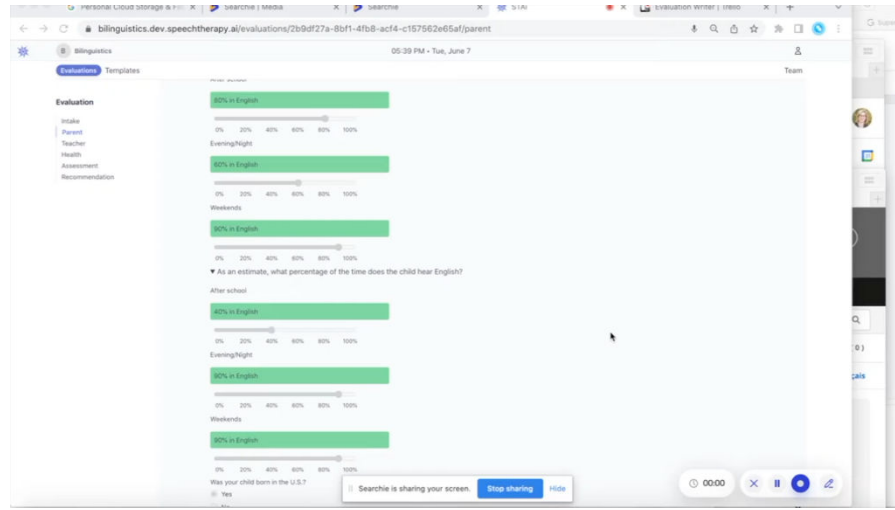 Personal Cloud Storage & File
Searchie | Media
Searchie
STAI
Evaluation Writer | Trello
bilinguistics.dev.speechtherapy.ai/evaluations/2b9df27a-8bf1-4fb8-acf4-c157562e65af/parent
B Bilinguistics
05:39 PM • Tue, June 7
Evaluations Templates
Team
After school
Evaluation
Intake
Parent
Teacher
Health
Assessment
Recommendation
80% in English
0% 20% 40% 60% 80% 100%
Evening/Night
60% in English
0% 20% 40% 60% 80% 100%
Weekends
90% in English
0% 20% 40% 60% 80% 100%
▼ As an estimate, what percentage of the time does the child hear English?
After school
40% in English
0% 20% 40% 60% 80% 100%
Evening/Night
90% in English
0% 20% 40% 60% 80% 100%
Weekends
90% in English
0% 20% 40% 60% 80% 100%
Was your child born in the U.S.?
Yes
Searchie is sharing your screen. Stop sharing Hide
00:00
(0)
çais